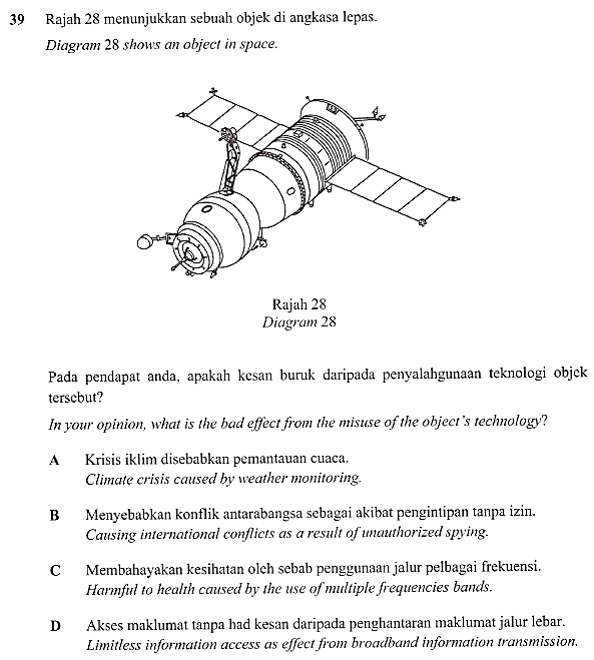 39 Rajah 28 menunjukkan sebuah objek di angkasa lepas.
Diagram 28 shows an object in space.
Rajah 28
Diagram 28
Pada pendapat anda, apakah kesan buruk daripada penyalahgunaan teknologi objek
tersebut?
In your opinion, what is the bad effect from the misuse of the object's technology?
A Krisis iklim disebabkan pemantauan cuaca.
Climate crisis caused by weather monitoring.
B Menyebabkan konflik antarabangsa sebagai akibat pengintipan tanpa izin.
Causing international conflicts as a result of unauthorized spying.
C Membahayakan kesihatan oleh sebab penggunaan jalur pelbagai frekuensi.
Harmful to health caused by the use of multiple frequencies bands.
D Akses maklumat tanpa had kesan daripada penghantaran maklumat jalur lebar.
Limitless information access as effect from broadband information transmission.